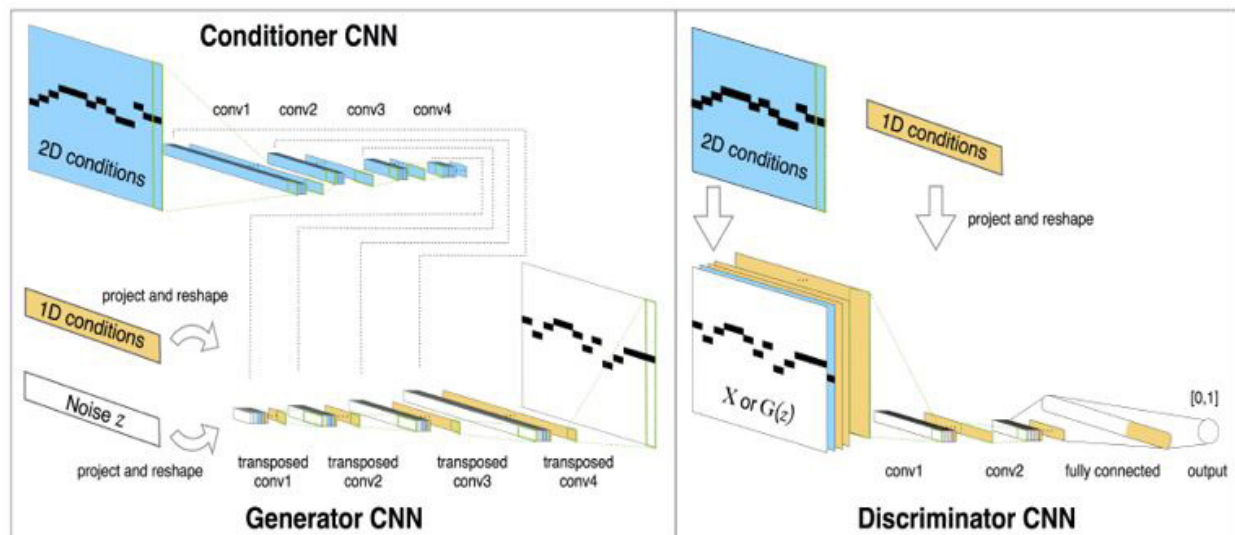 Conditioner CNN
2D conditions
conv1 conv2 conv3 conv4
project and reshape
1D conditions
Noise z
project and reshape
transposed conv1
transposed conv2
transposed conv3
transposed conv4
Generator CNN
2D conditions
1D conditions
project and reshape
X or G(z)
[0,1]
conv1 conv2 fully connected output
Discriminator CNN